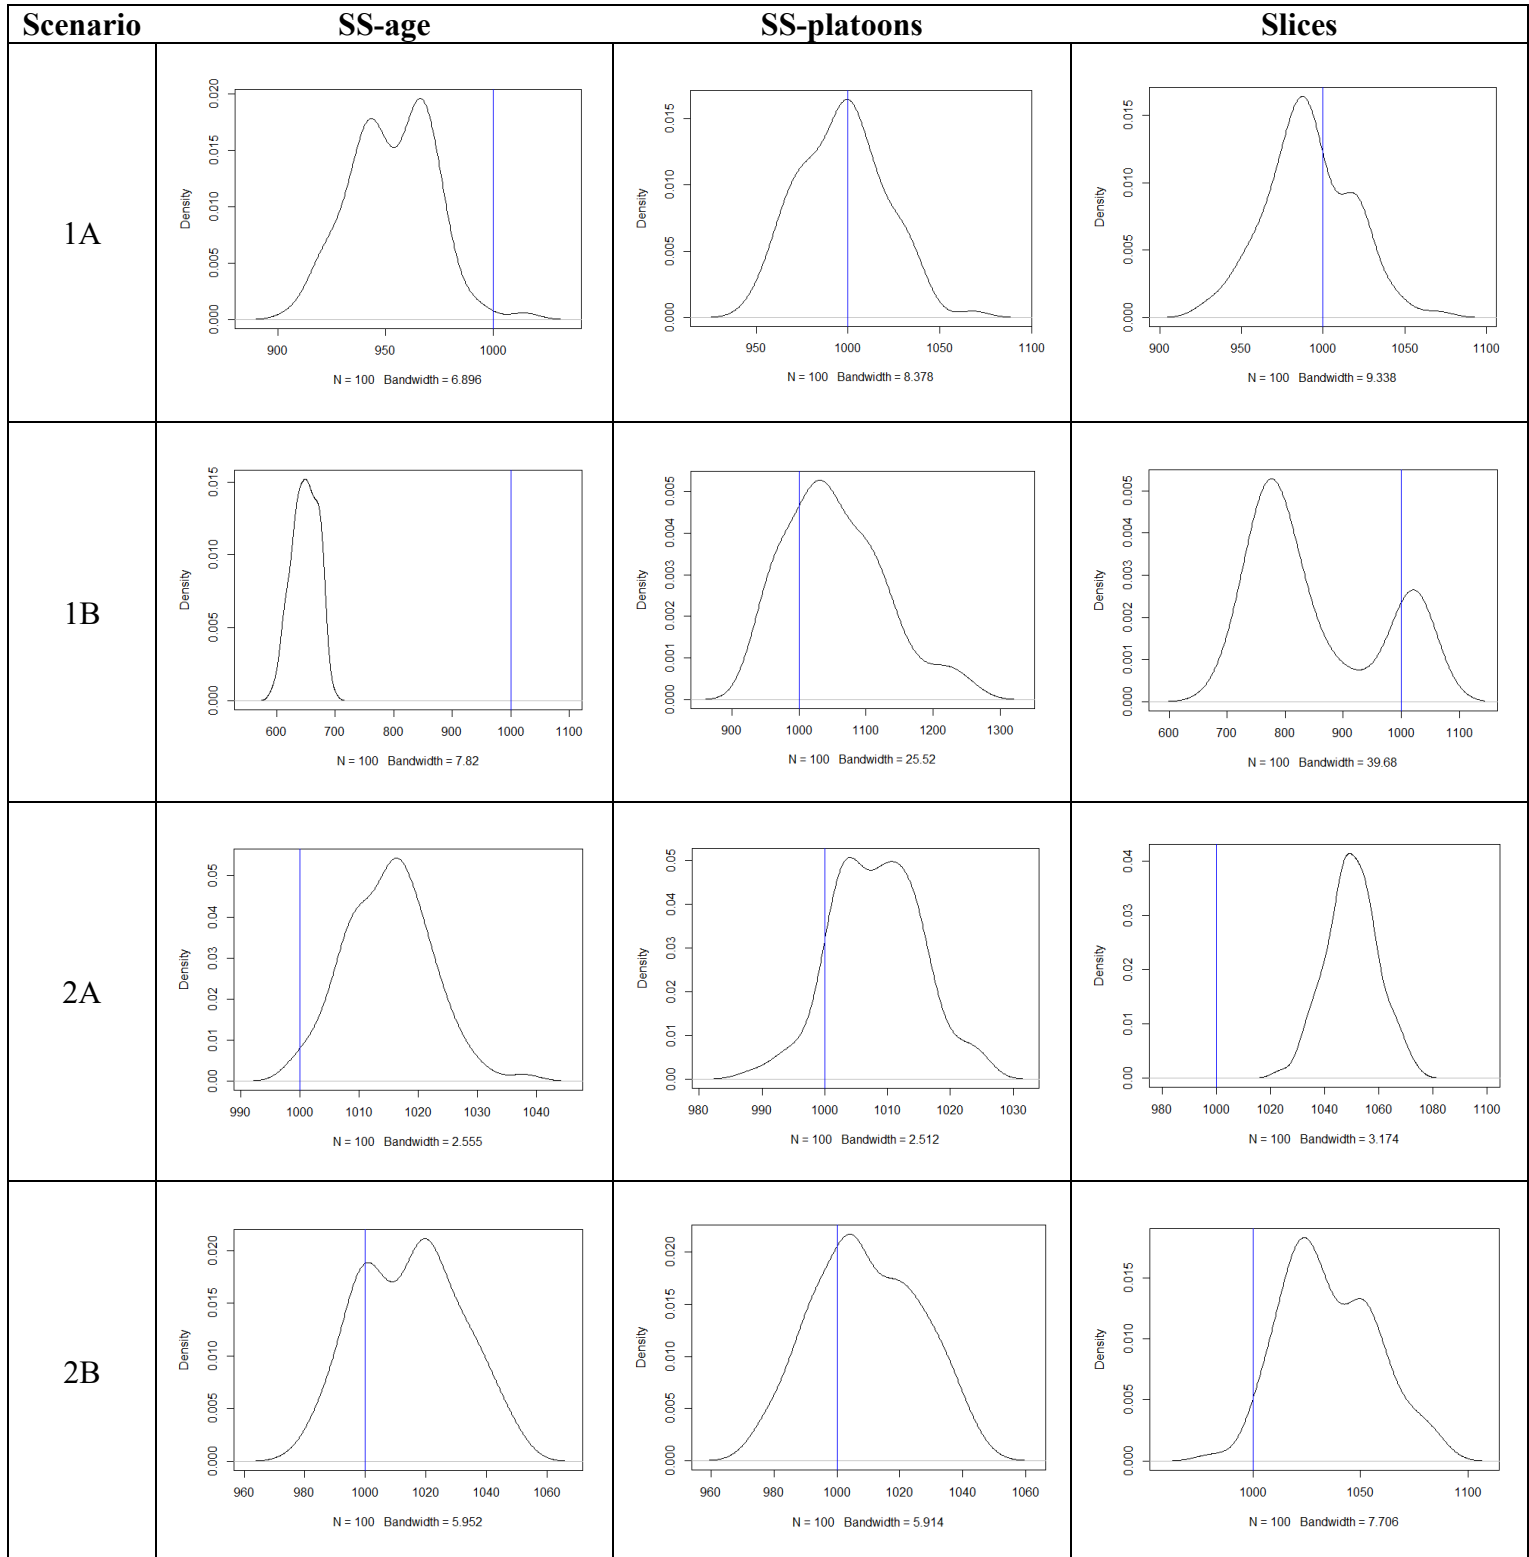 Scenario SS-age SS-platoons Slices
1A
Density
0.000 0.005 0.010 0.015 0.020
900 950 1000
N = 100 Bandwidth = 6.896
Density
0.000 0.005 0.010 0.015
950 1000 1050 1100
N = 100 Bandwidth = 8.378
Density
0.000 0.005 0.010 0.015
900 950 1000 1050 1100
N = 100 Bandwidth = 9.338
1B
Density
0.000 0.005 0.010 0.015
600 700 800 900 1000 1100
N = 100 Bandwidth = 7.82
Density
0.000 0.001 0.002 0.003 0.004 0.005
900 1000 1100 1200 1300
N = 100 Bandwidth = 25.52
Density
0.000 0.001 0.002 0.003 0.004 0.005
600 700 800 900 1000 1100
N = 100 Bandwidth = 39.68
2A
Density
0.00 0.01 0.02 0.03 0.04 0.05
990 1000 1010 1020 1030 1040
N = 100 Bandwidth = 2.555
Density
0.00 0.01 0.02 0.03 0.04 0.05
980 990 1000 1010 1020 1030
N = 100 Bandwidth = 2.512
Density
0.00 0.01 0.02 0.03 0.04
980 1000 1020 1040 1060 1080 1100
N = 100 Bandwidth = 3.174
2B
Density
0.000 0.005 0.010 0.015 0.020
960 980 1000 1020 1040 1060
N = 100 Bandwidth = 5.952
Density
0.000 0.005 0.010 0.015 0.020
960 980 1000 1020 1040 1060
N = 100 Bandwidth = 5.914
Density
0.000 0.005 0.010 0.015
1000 1050 1100
N = 100 Bandwidth = 7.706